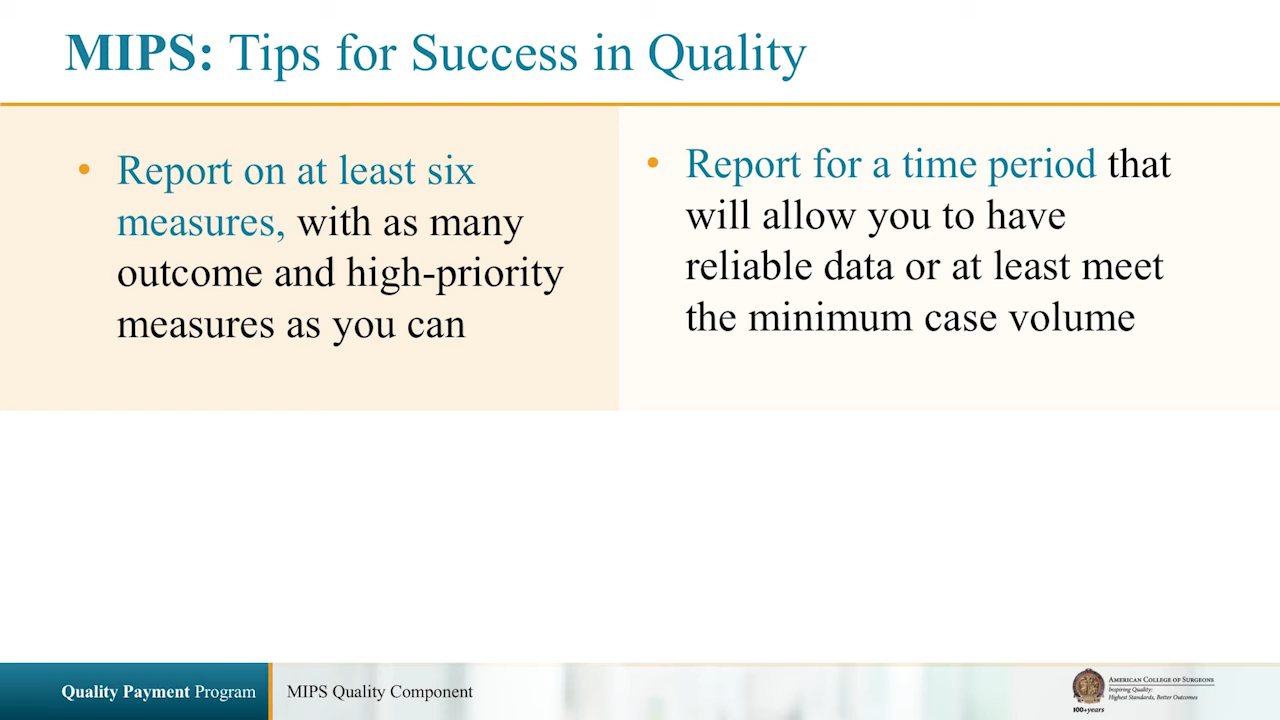 MIPS: Tips for Success in Quality
• Report on at least six
measures, with as many
outcome and high-priority
measures as you can
• Report for a time period that
will allow you to have
reliable data or at least meet
the minimum case volume
Quality Payment Program
MIPS Quality Component
AMERICAN COLLEGE OF SURGEONS
Inspiring Quality:
Highest Standards, Better Outcomes
100+years